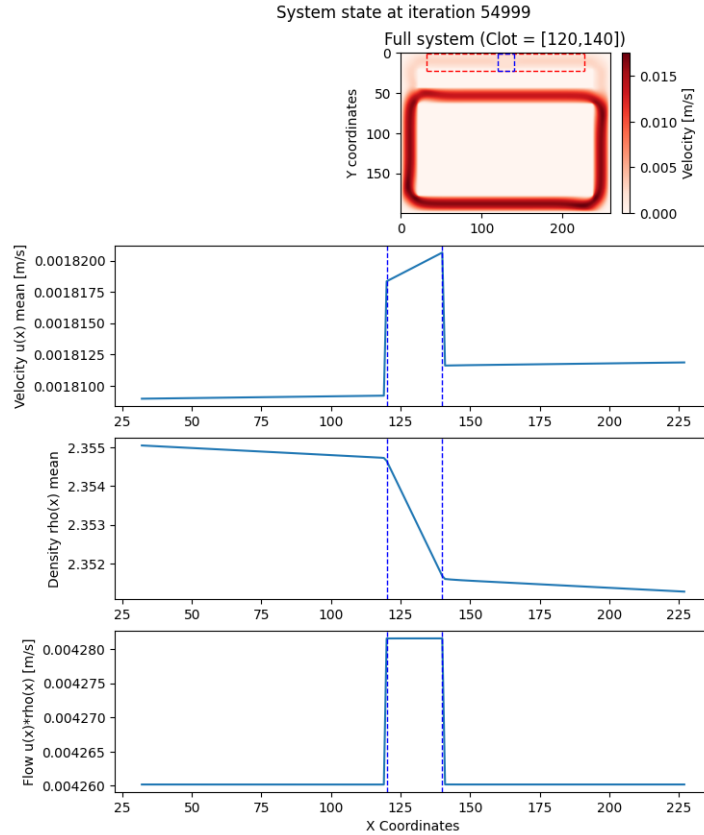 System state at iteration 54999
Full system (Clot = [120,140])
0
50
100
150
Y coordinates
0 100 200
0.015
0.010
0.005
0.000
Velocity [m/s]
0.0018200
0.0018175
0.0018150
0.0018125
0.0018100
Velocity u(x) mean [m/s]
25 50 75 100 125 150 175 200 225
2.355
2.354
2.353
2.352
Density rho(x) mean
25 50 75 100 125 150 175 200 225
0.004280
0.004275
0.004270
0.004265
0.004260
Flow u(x)*rho(x) [m/s]
25 50 75 100 125 150 175 200 225
X Coordinates